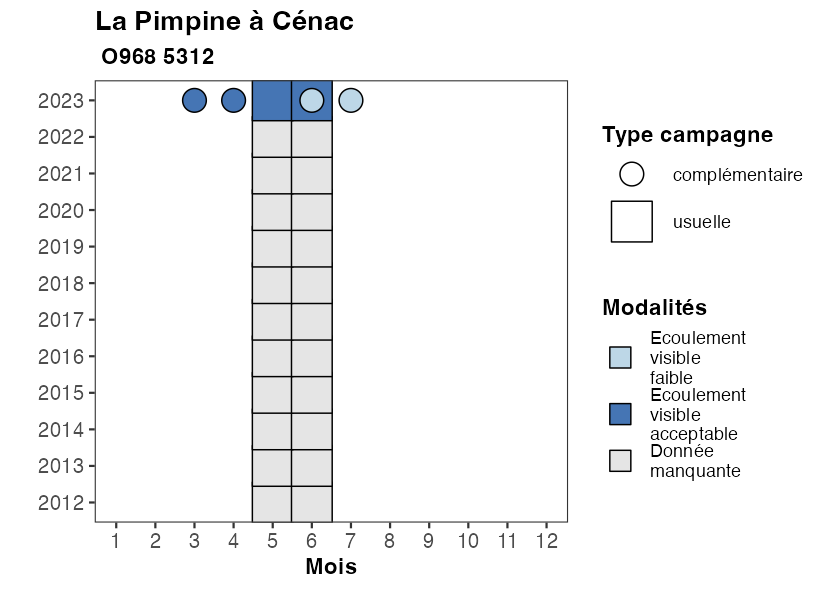 La Pimpine à Cénac
O968 5312
2023
2022
2021
2020
2019
2018
2017
2016
2015
2014
2013
2012
1 2 3 4 5 6 7 8 9 10 11 12
Mois
Type campagne
complémentaire
usuelle
Modalités
Ecoulement
visible
faible
Ecoulement
visible
acceptable
Donnée
manquante